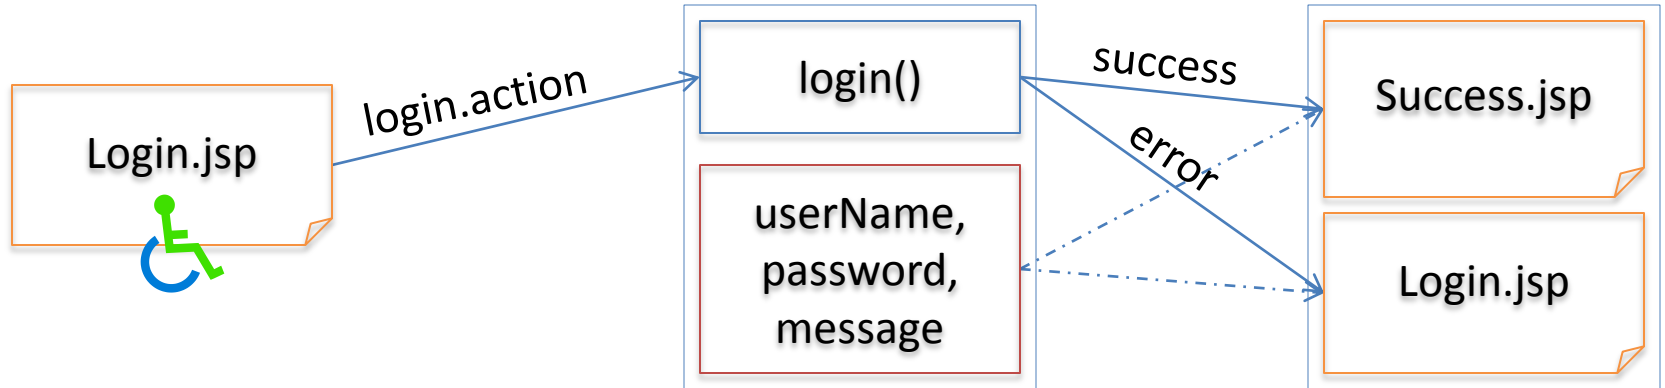 Login.jsp
login.action
login()
userName,
password,
message
success
error
Success.jsp
Login.jsp